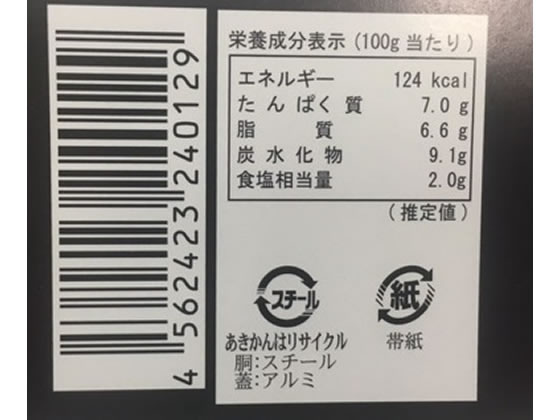 4 562423 240129
栄養成分表示 (100g 当たり)
エネルギー 124 kcal
たんぱく質 7.0 g
脂質 6.6 g
炭水化物 9.1g
食塩相当量 2.0g
(推定値)
スチール
あきかんはリサイクル
胴:スチール
蓋:アルミ
紙
帯紙